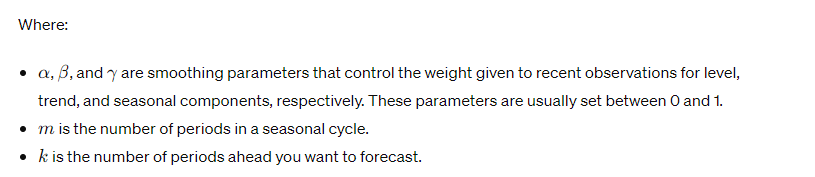 Where:
• α, β, and γ are smoothing parameters that control the weight given to recent observations for level,
trend, and seasonal components, respectively. These parameters are usually set between 0 and 1.
• m is the number of periods in a seasonal cycle.
• k is the number of periods ahead you want to forecast.